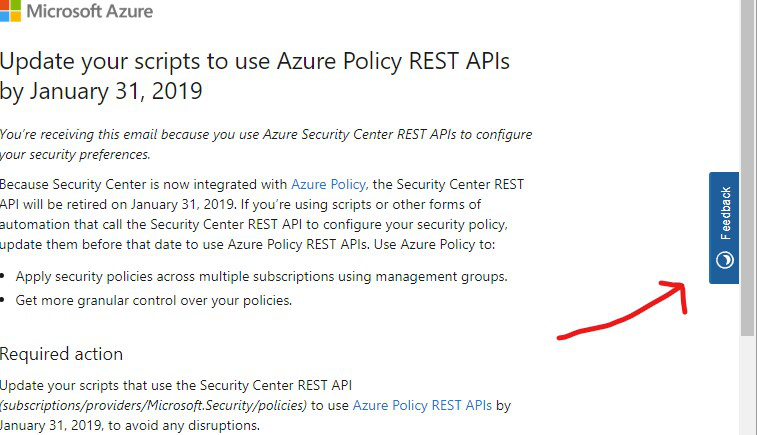 Microsoft Azure
Update your scripts to use Azure Policy REST APIs
by January 31, 2019
You're receiving this email because you use Azure Security Center REST APIs to configure
your security preferences.
Because Security Center is now integrated with Azure Policy, the Security Center REST
API will be retired on January 31, 2019. If you're using scripts or other forms of
automation that call the Security Center REST API to configure your security policy,
update them before that date to use Azure Policy REST APIs. Use Azure Policy to:
• Apply security policies across multiple subscriptions using management groups.
• Get more granular control over your policies.
Feedback
Required action
Update your scripts that use the Security Center REST API
(subscriptions/providers/Microsoft.Security/policies) to use Azure Policy REST APIs by
January 31, 2019, to avoid any disruptions.